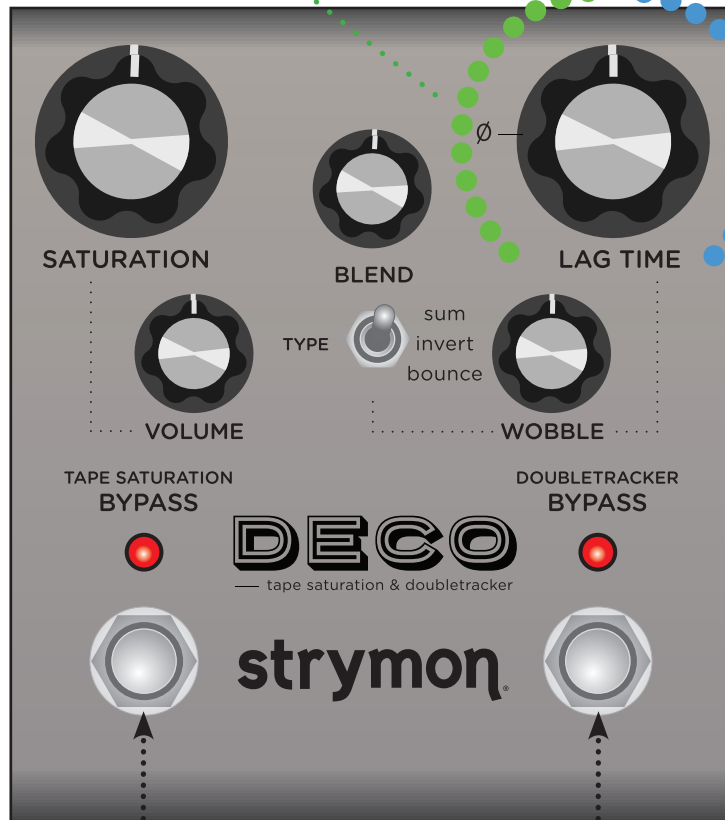 Ø
SATURATION
LAG TIME
BLEND
TYPE
sum
invert
bounce
VOLUME
WOBBLE
TAPE SATURATION
BYPASS
DOUBLETRACKER
BYPASS
DECO
tape saturation & doubletracker
strymon®